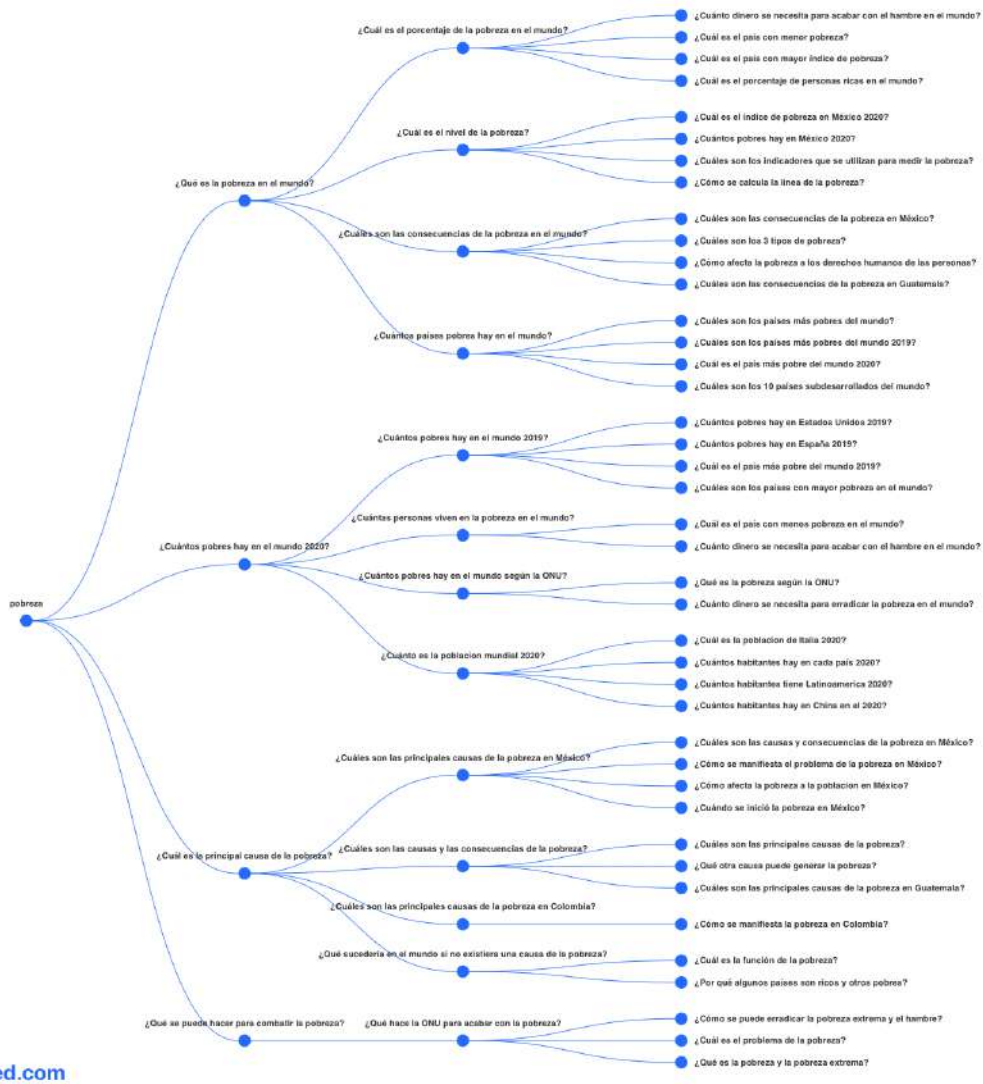 pobreza
¿Qué es la pobreza en el mundo?
¿Cuál es el porcentaje de la pobreza en el mundo?
¿Cuánto dinero se necesita para acabar con el hambre en el mundo?
¿Cuál es el país con menor pobreza?
¿Cuál es el país con mayor índice de pobreza?
¿Cuál es el porcentaje de personas ricas en el mundo?
¿Cuál es el nivel de la pobreza?
¿Cuál es el índice de pobreza en México 2020?
¿Cuántos pobres hay en México 2020?
¿Cuáles son los indicadores que se utilizan para medir la pobreza?
¿Cómo se calcula la línea de la pobreza?
¿Cuáles son las consecuencias de la pobreza en el mundo?
¿Cuáles son las consecuencias de la pobreza en México?
¿Cuáles son los 3 tipos de pobreza?
¿Cómo afecta la pobreza a los derechos humanos de las personas?
¿Cuáles son las consecuencias de la pobreza en Guatemala?
¿Cuántos países pobres hay en el mundo?
¿Cuáles son los países más pobres del mundo?
¿Cuáles son los países más pobres del mundo 2019?
¿Cuál es el país más pobre del mundo 2020?
¿Cuáles son los 10 países subdesarrollados del mundo?
¿Cuántos pobres hay en el mundo 2020?
¿Cuántos pobres hay en el mundo 2019?
¿Cuántos pobres hay en Estados Unidos 2019?
¿Cuántos pobres hay en España 2019?
¿Cuál es el país más pobre del mundo 2019?
¿Cuáles son los países con mayor pobreza en el mundo?
¿Cuántas personas viven en la pobreza en el mundo?
¿Cuál es el país con menos pobreza en el mundo?
¿Cuánto dinero se necesita para acabar con el hambre en el mundo?
¿Cuántos pobres hay en el mundo según la ONU?
¿Qué es la pobreza según la ONU?
¿Cuánto dinero se necesita para erradicar la pobreza en el mundo?
¿Cuánto es la poblacion mundial 2020?
¿Cuál es la poblacion de Italia 2020?
¿Cuántos habitantes hay en cada país 2020?
¿Cuántos habitantes tiene Latinoamerica 2020?
¿Cuántos habitantes hay en China en el 2020?
¿Cuál es la principal causa de la pobreza?
¿Cuáles son las principales causas de la pobreza en México?
¿Cuáles son las causas y consecuencias de la pobreza en México?
¿Cómo se manifiesta el problema de la pobreza en México?
¿Cómo afecta la pobreza a la poblacion en México?
¿Cuándo se inició la pobreza en México?
¿Cuáles son las causas y las consecuencias de la pobreza?
¿Cuáles son las principales causas de la pobreza?
¿Qué otra causa puede generar la pobreza?
¿Cuáles son las principales causas de la pobreza en Guatemala?
¿Cuáles son las principales causas de la pobreza en Colombia?
¿Cómo se manifiesta la pobreza en Colombia?
¿Qué sucedería en el mundo si no existiera una causa de la pobreza?
¿Cuál es la función de la pobreza?
¿Por qué algunos países son ricos y otros pobres?
¿Qué se puede hacer para combatir la pobreza?
¿Qué hace la ONU para acabar con la pobreza?
¿Cómo se puede erradicar la pobreza extrema y el hambre?
¿Cuál es el problema de la pobreza?
¿Qué es la pobreza y la pobreza extrema?
ed.com